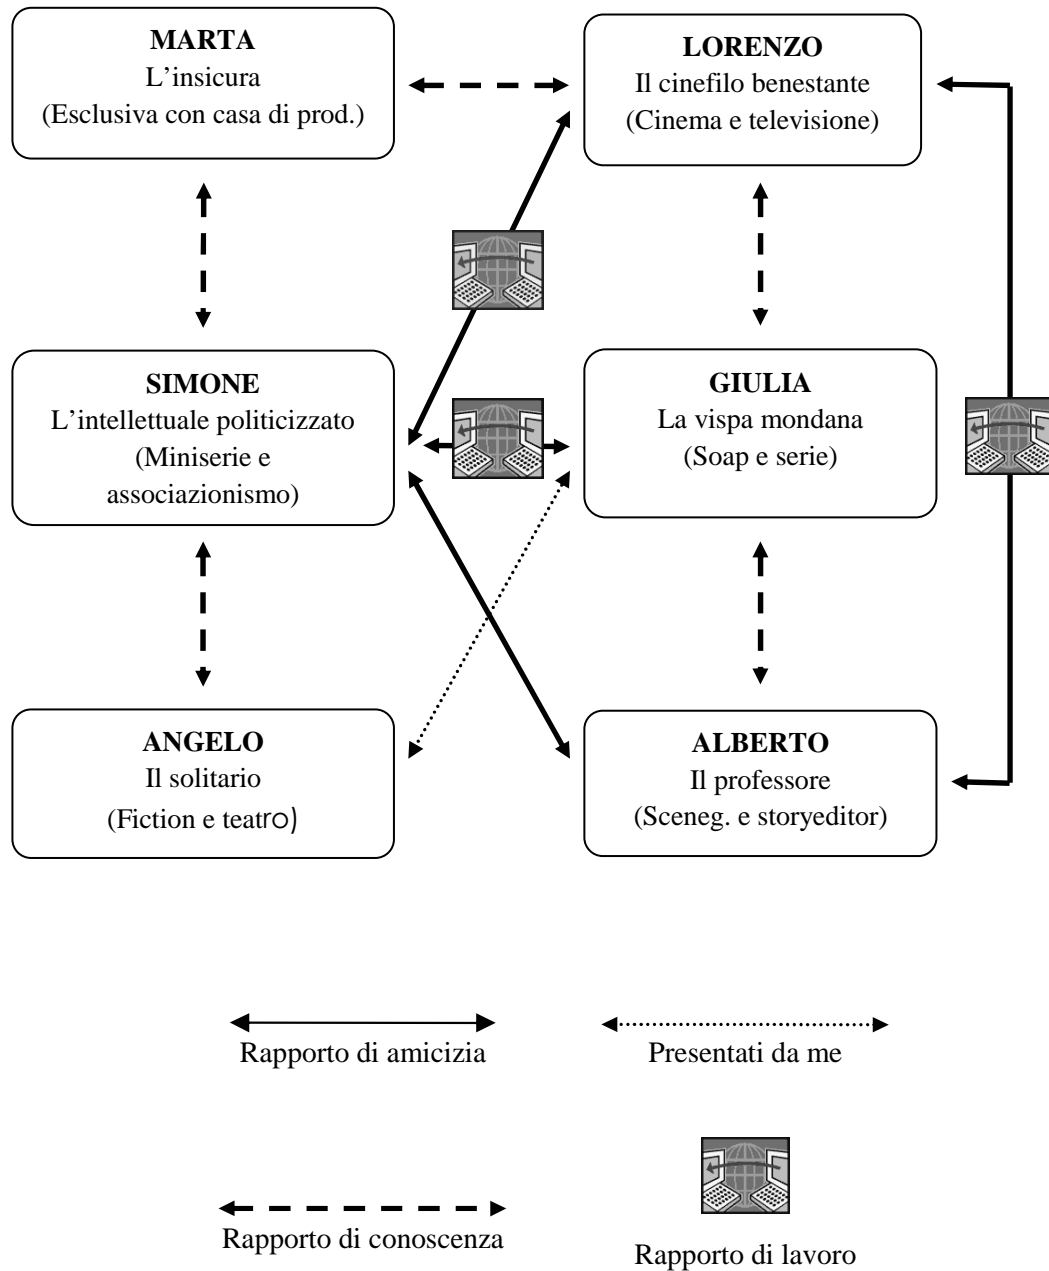 MARTA
L'insicura
(Esclusiva con casa di prod.)
LORENZO
Il cinefilo benestante
(Cinema e televisione)
SIMONE
L'intellettuale politicizzato
(Miniserie e
associazionismo)
GIULIA
La vispa mondana
(Soap e serie)
ANGELO
Il solitario
(Fiction e teatro)
ALBERTO
Il professore
(Sceneg. e storyeditor)
Rapporto di amicizia
Presentati da me
Rapporto di conoscenza
Rapporto di lavoro